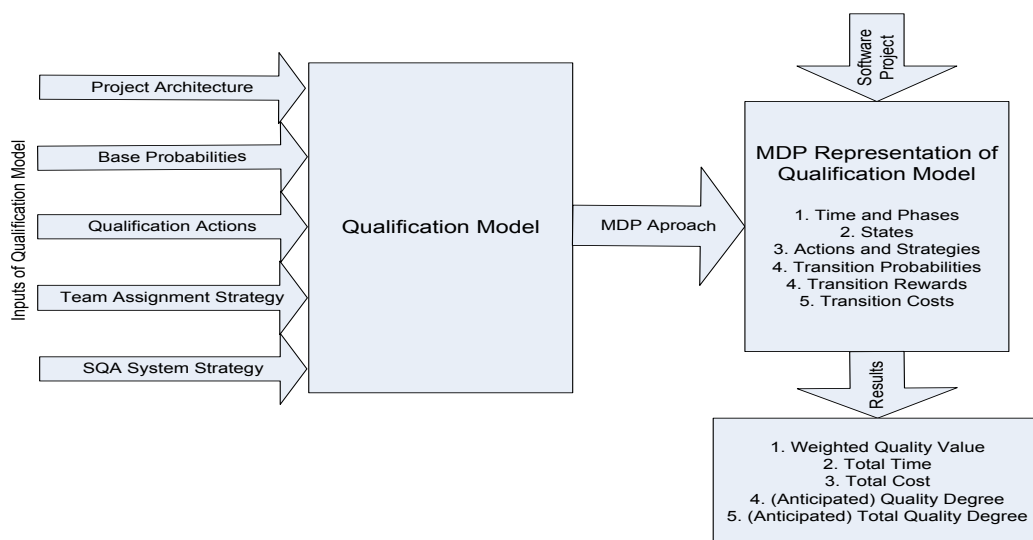 Inputs of Qualification Model
Project Architecture
Base Probabilities
Qualification Actions
Team Assignment Strategy
SQA System Strategy
Qualification Model
MDP Aproach
Software
Project
MDP Representation of
Qualification Model
1. Time and Phases
2. States
3. Actions and Strategies
4. Transition Probabilities
4. Transition Rewards
5. Transition Costs
Results
1. Weighted Quality Value
2. Total Time
3. Total Cost
4. (Anticipated) Quality Degree
5. (Anticipated) Total Quality Degree